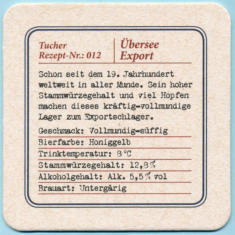 Tucher
Rezept-Nr.: 012
Übersee
Export
Schon seit dem 19. Jahrhundert
weltweit in aller Munde. Sein hoher
Stammwürzegehalt und viel Hopfen
machen dieses kräftig-vollmundige
Lager zum Exportschlager.
Geschmack: Vollmundig-süffig
Bierfarbe: Honiggelb
Trinktemperatur: 8°C
Stammwürzegehalt: 12,8%
Alkoholgehalt: Alk. 5,5% vol
Brauart: Untergärig